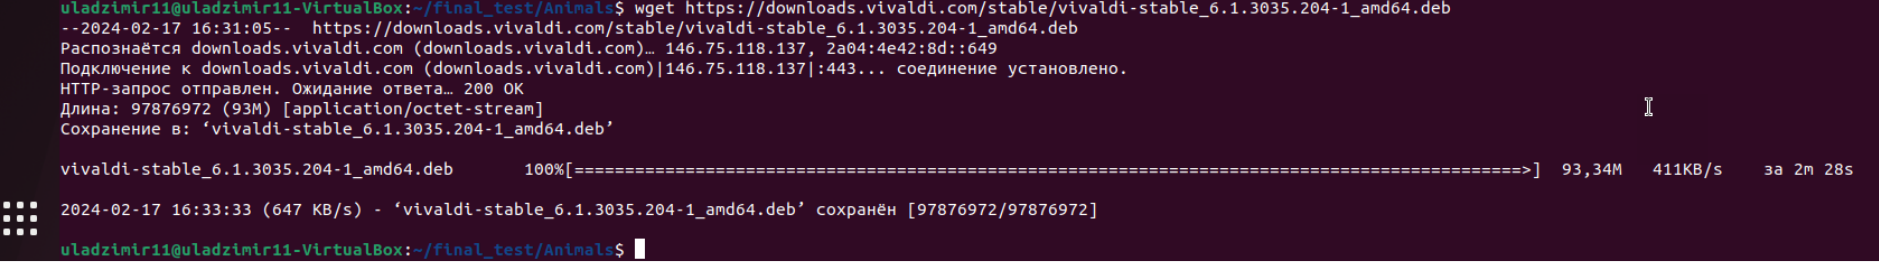 uladzimir11@uladzimir11-VirtualBox:~/final_test/Animals$ wget https://downloads.vivaldi.com/stable/vivaldi-stable_6.1.3035.204-1_amd64.deb
--2024-02-17 16:31:05--  https://downloads.vivaldi.com/stable/vivaldi-stable_6.1.3035.204-1_amd64.deb
Распознаётся downloads.vivaldi.com (downloads.vivaldi.com)… 146.75.118.137, 2a04:4e42:8d::649
Подключение к downloads.vivaldi.com (downloads.vivaldi.com)|146.75.118.137|:443... соединение установлено.
HTTP-запрос отправлен. Ожидание ответа… 200 OK
Длина: 97876972 (93M) [application/octet-stream]
Сохранение в: ‘vivaldi-stable_6.1.3035.204-1_amd64.deb’
vivaldi-stable_6.1.3035.204-1_amd64.deb       100%[==============================================================================================>]  93,34M   411KB/s    за 2m 28s
2024-02-17 16:33:33 (647 KB/s) - ‘vivaldi-stable_6.1.3035.204-1_amd64.deb’ сохранён [97876972/97876972]
uladzimir11@uladzimir11-VirtualBox:~/final_test/Animals$